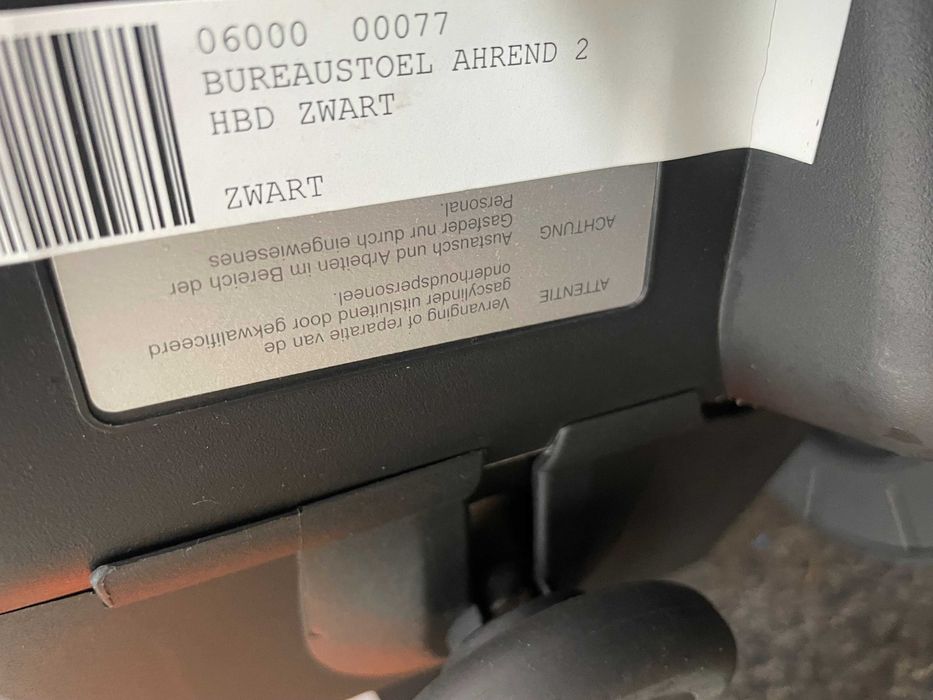 06000 00077
BUREAUSTOEL AHREND 2
HBD ZWART
ZWART
ATTENTIE
Vervanging of reparatie van de
gascylinder uitsluitend door gekwalificeerd
onderhoudspersoneel.
ACHTUNG
Austausch und Arbeiten im Bereich der
Gasfeder nur durch eingewiesenes
Personal.